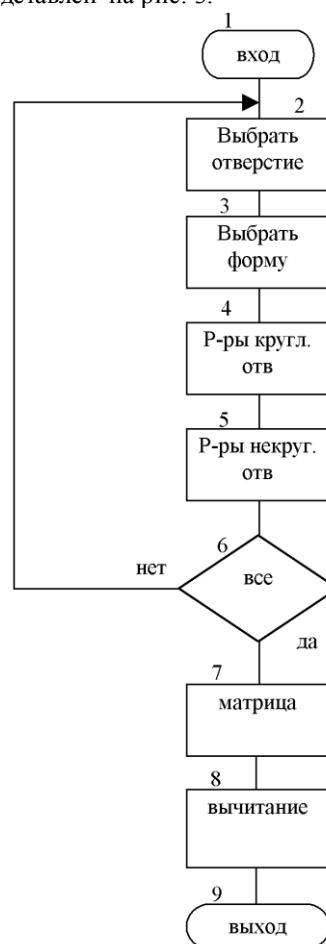 дставлен на рис. 3.
1
вход
2
Выбрать
отверстие
3
Выбрать
форму
4
Р-ры кругл.
отв
5
Р-ры некруг.
отв
6
нет
все
да
7
матрица
8
вычитание
9
выход